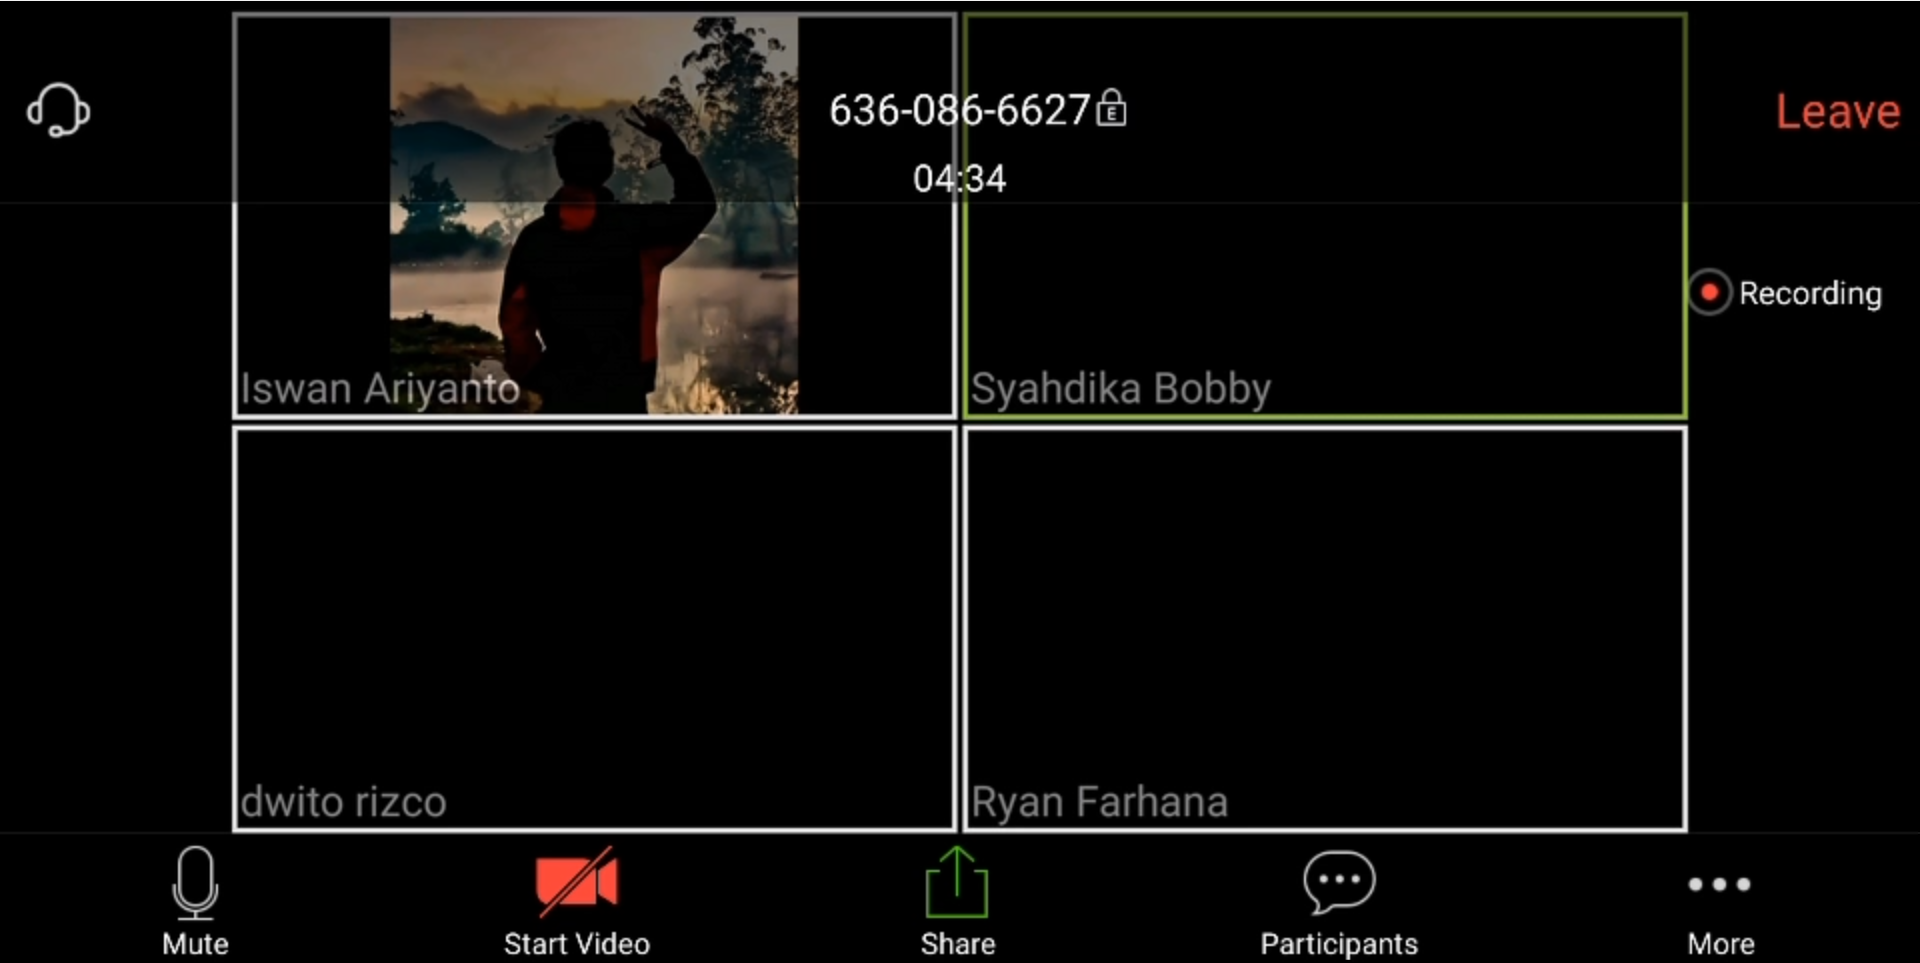 636-086-6627
04:34
Leave
Recording
Iswan Ariyanto
Syahdika Bobby
dwito rizco
Ryan Farhana
Mute
Start Video
Share
Participants
More